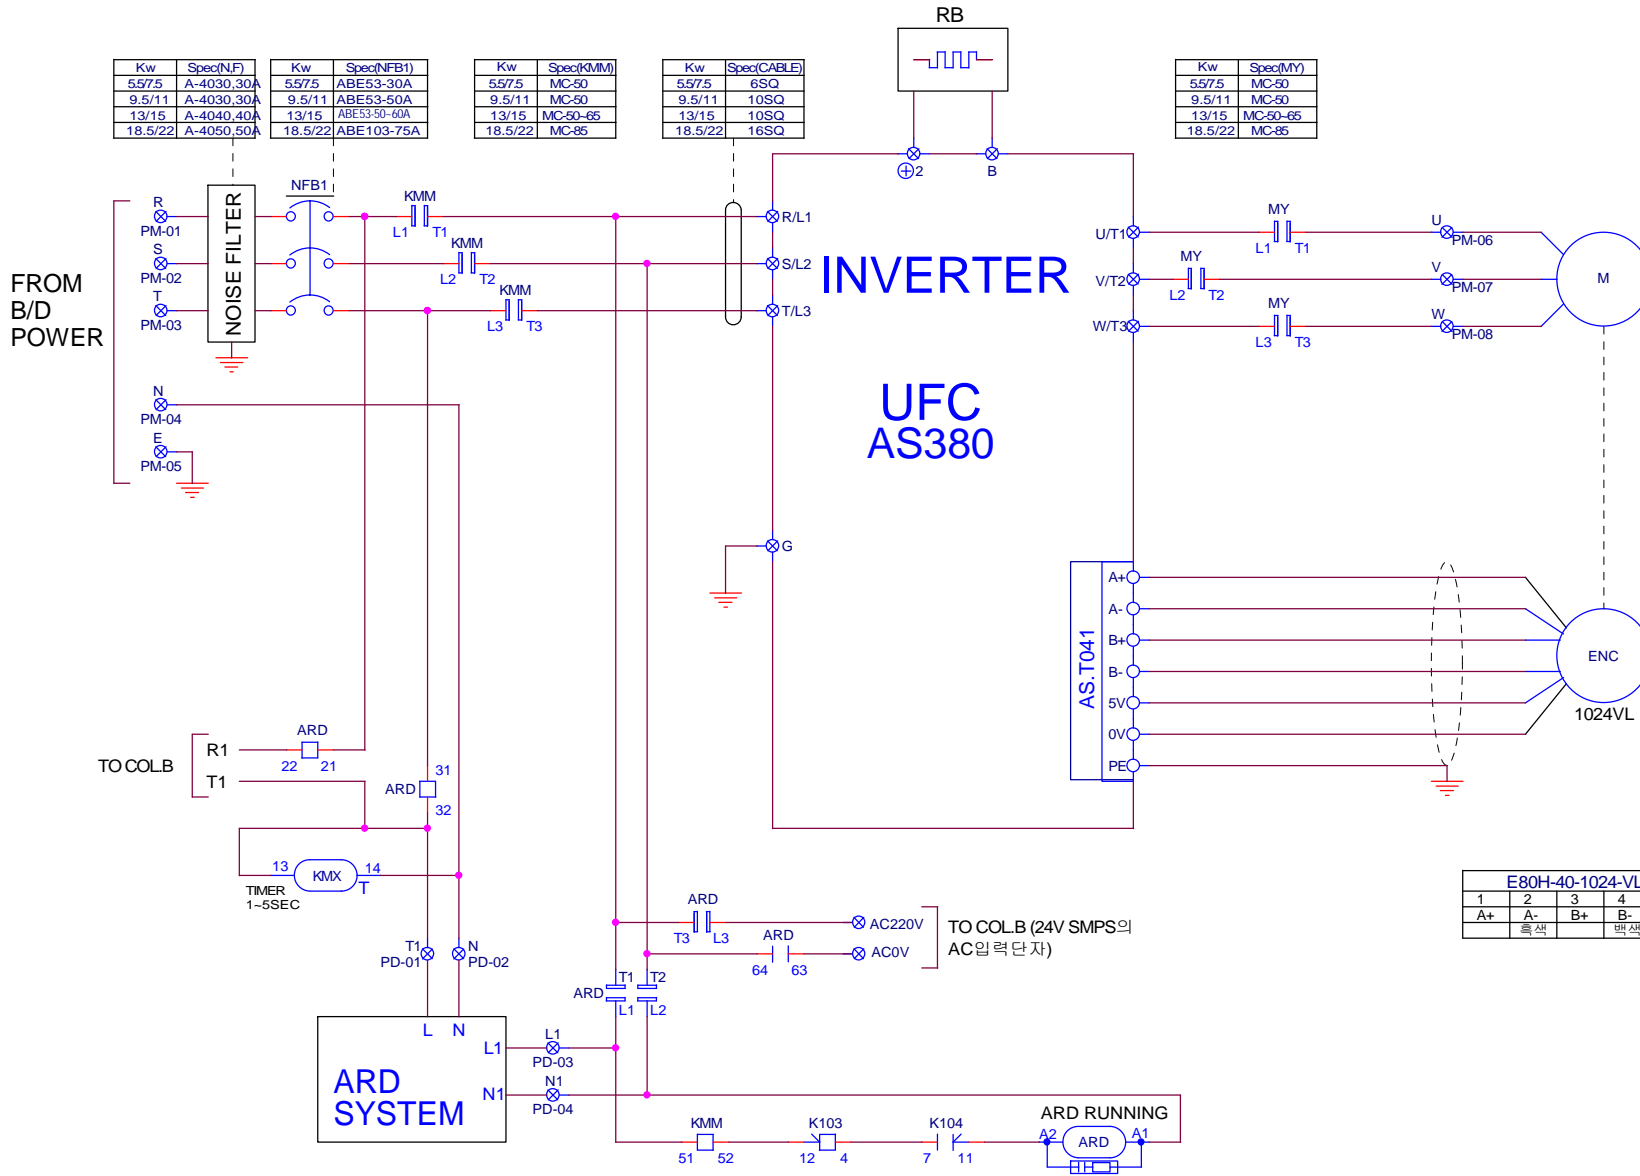 RB
Kw Spec(N,F)
5.5/7.5 A-4030,30A
9.5/11 A-4030,30A
13/15 A-4040,40A
18.5/22 A-4050,50A
Kw Spec(NFB1)
5.5/7.5 ABE53-30A
9.5/11 ABE53-50A
13/15 ABE53-50~60A
18.5/22 ABE103-75A
Kw Spec(KMM)
5.5/7.5 MC-50
9.5/11 MC-50
13/15 MC-50~65
18.5/22 MC-85
Kw Spec(CABLE)
5.5/7.5 6SQ
9.5/11 10SQ
13/15 10SQ
18.5/22 16SQ
Kw Spec(MY)
5.5/7.5 MC-50
9.5/11 MC-50
13/15 MC-50~65
18.5/22 MC-85
+2 B
FROM
B/D
POWER
R
PM-01
S
PM-02
T
PM-03
N
PM-04
E
PM-05
NOISE FILTER
NFB1
KMM
L1 T1
KMM
L2 T2
KMM
L3 T3
R/L1
S/L2
T/L3
G
INVERTER
UFC
AS380
U/T1
V/T2
W/T3
MY
L1 T1
MY
L2 T2
MY
L3 T3
U
PM-06
V
PM-07
W
PM-08
M
AS.T041
A+
A-
B+
B-
5V
0V
PE
ENC
1024VL
TO COL.B
R1
T1
ARD
22 21
31
ARD
32
13 KMX 14
T
TIMER
1~5SEC
T1
PD-01
N
PD-02
L N
L1
N1
ARD
SYSTEM
L1
PD-03
N1
PD-04
ARD
T3 L3
ARD
64 63
AC220V
AC0V
TO COL.B (24V SMPS의
AC입력단자)
T1 T2
ARD
L1 L2
KMM
51 52
K103
12 4
K104
7 11
ARD RUNNING
A2 ARD A1
E80H-40-1024-VL
1 2 3 4
A+ A- B+ B-
흑색 백색